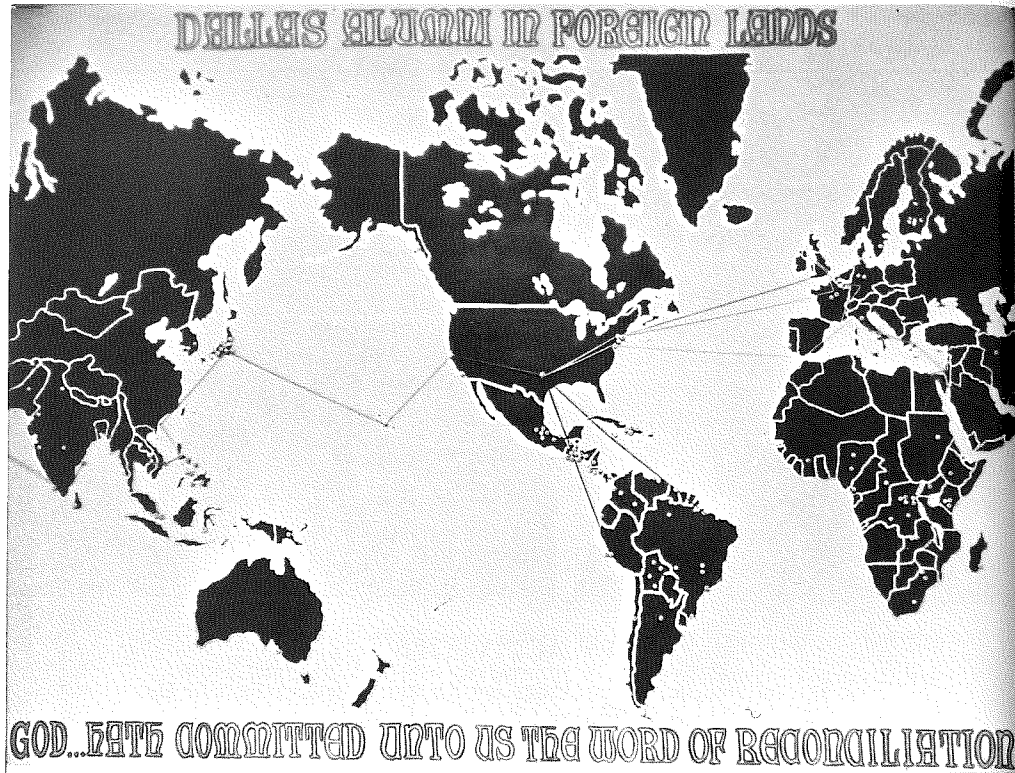 DALLAS ALUMNI IN FOREIGN LANDS
GOD...HATH COMMITTED UNTO US THE WORD OF RECONCILIATION